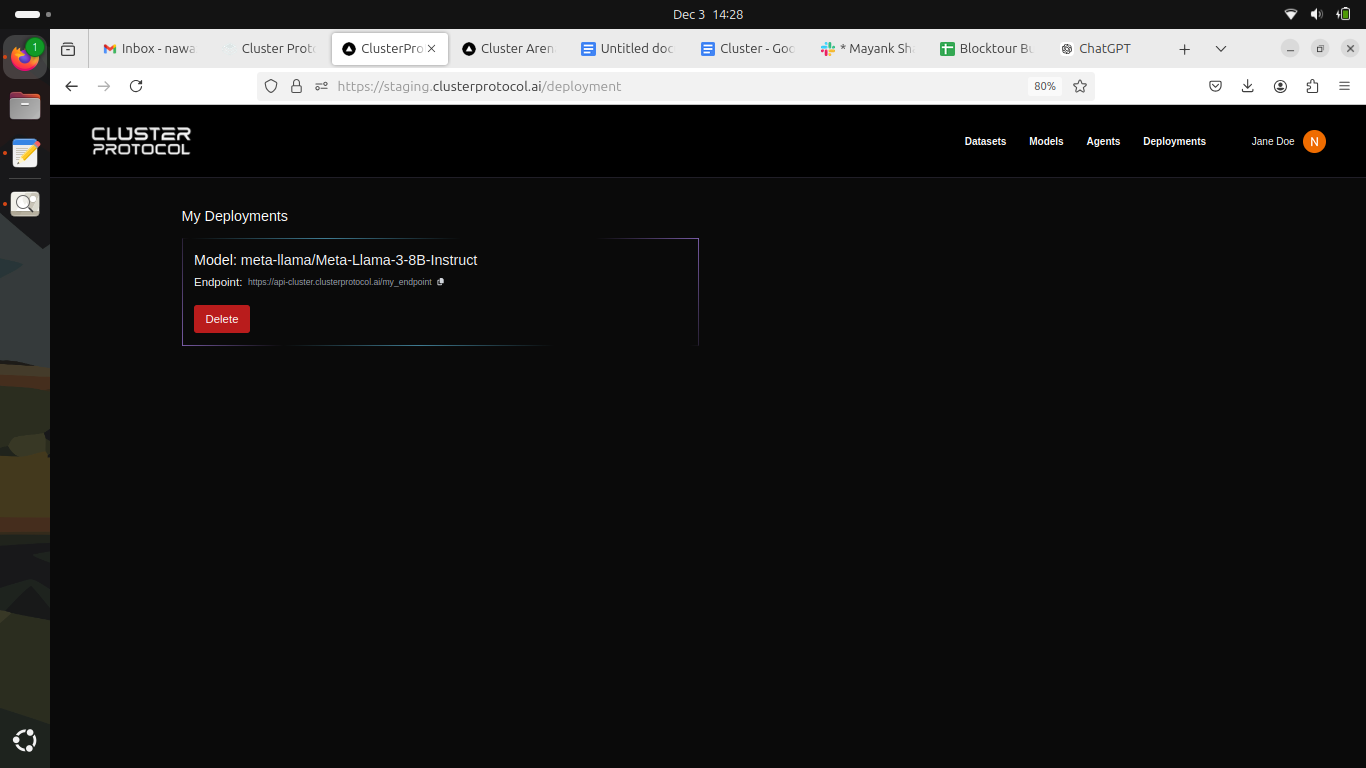 Dec 3 14:28
1
Inbox - nawa
Cluster Proto
ClusterPro
Cluster Aren
Untitled doc
Cluster - Goo
* Mayank Sh
Blocktour Bu
ChatGPT
https://staging.clusterprotocol.ai/deployment
80%
CLUSTER
PROTOCOL
Datasets
Models
Agents
Deployments
Jane Doe
N
My Deployments
Model: meta-llama/Meta-Llama-3-8B-Instruct
Endpoint: https://api-cluster.clusterprotocol.ai/my_endpoint
Delete